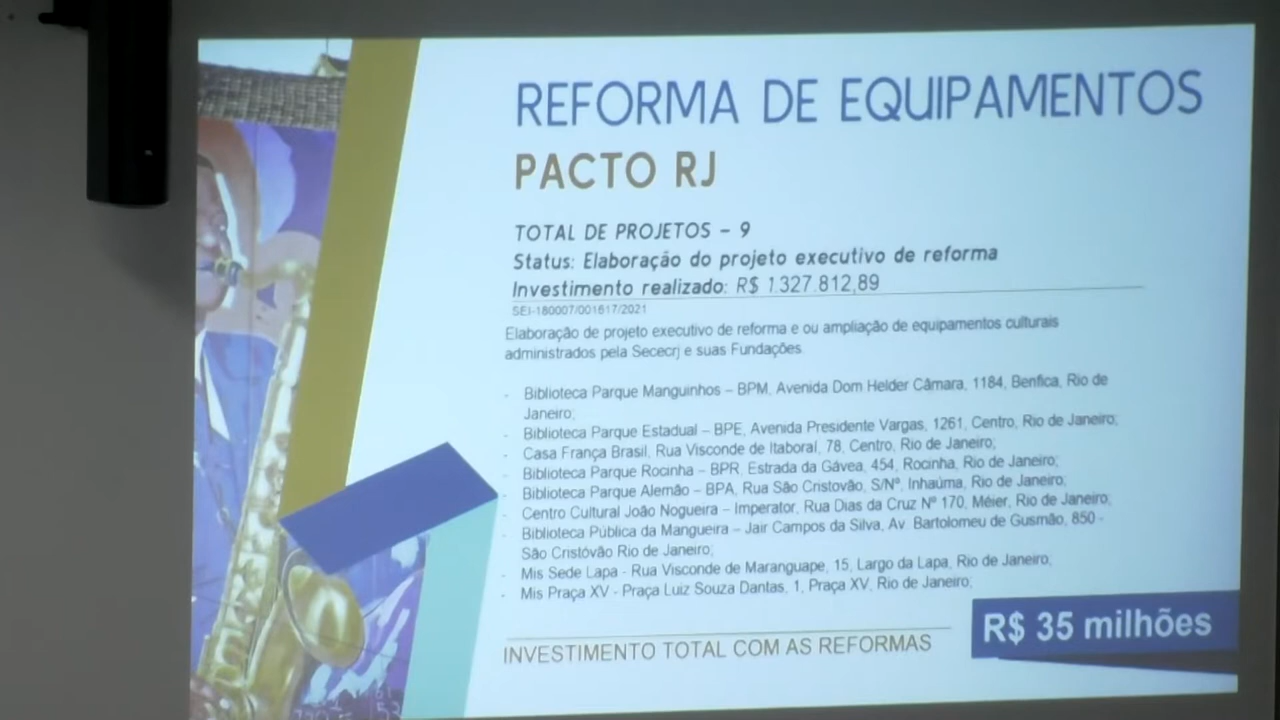 REFORMA DE EQUIPAMENTOS
PACTO RJ
TOTAL DE PROJETOS – 9
Status: Elaboração do projeto executivo de reforma
Investimento realizado: R$ 1.327.812,89
SEI-180007/001617/2021
Elaboração de projeto executivo de reforma e ou ampliação de equipamentos culturais
administrados pela Sececrj e suas Fundações.
- Biblioteca Parque Manguinhos – BPM, Avenida Dom Helder Câmara, 1184, Benfica, Rio de
Janeiro;
- Biblioteca Parque Estadual – BPE, Avenida Presidente Vargas, 1261, Centro, Rio de Janeiro;
- Casa França Brasil, Rua Visconde de Itaboral, 78, Centro, Rio de Janeiro;
- Biblioteca Parque Rocinha – BPR, Estrada da Gávea, 454, Rocinha, Rio de Janeiro;
- Biblioteca Parque Alemão – BPA, Rua São Cristovão, S/Nª, Inhaúma, Rio de Janeiro;
- Centro Cultural João Nogueira – Imperator, Rua Dias da Cruz Nº 170, Méier, Rio de Janeiro;
- Biblioteca Pública da Mangueira – Jair Campos da Silva, Av. Bartolomeu de Gusmão, 850 -
São Cristóvão Rio de Janeiro;
- Mis Sede Lapa - Rua Visconde de Maranguape, 15, Largo da Lapa, Rio de Janeiro;
- Mis Praça XV - Praça Luiz Souza Dantas, 1, Praça XV, Rio de Janeiro;
INVESTIMENTO TOTAL COM AS REFORMAS
R$ 35 milhões